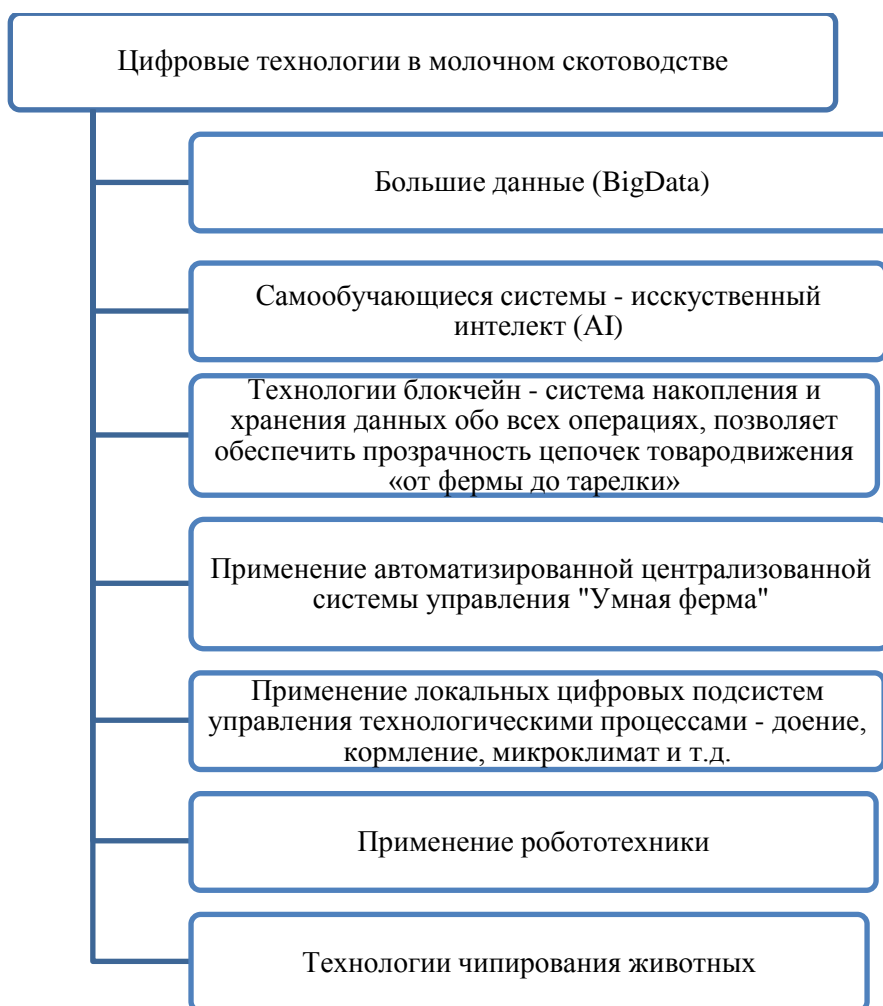 Цифровые технологии в молочном скотоводстве
Большие данные (BigData)
Самообучающиеся системы - исскуственный
интелект (AI)
Технологии блокчейн - система накопления и
хранения данных обо всех операциях, позволяет
обеспечить прозрачность цепочек товародвижения
«от фермы до тарелки»
Применение автоматизированной централизованной
системы управления "Умная ферма"
Применение локальных цифровых подсистем
управления технологическими процессами - доение,
кормление, микроклимат и т.д.
Применение робототехники
Технологии чипирования животных